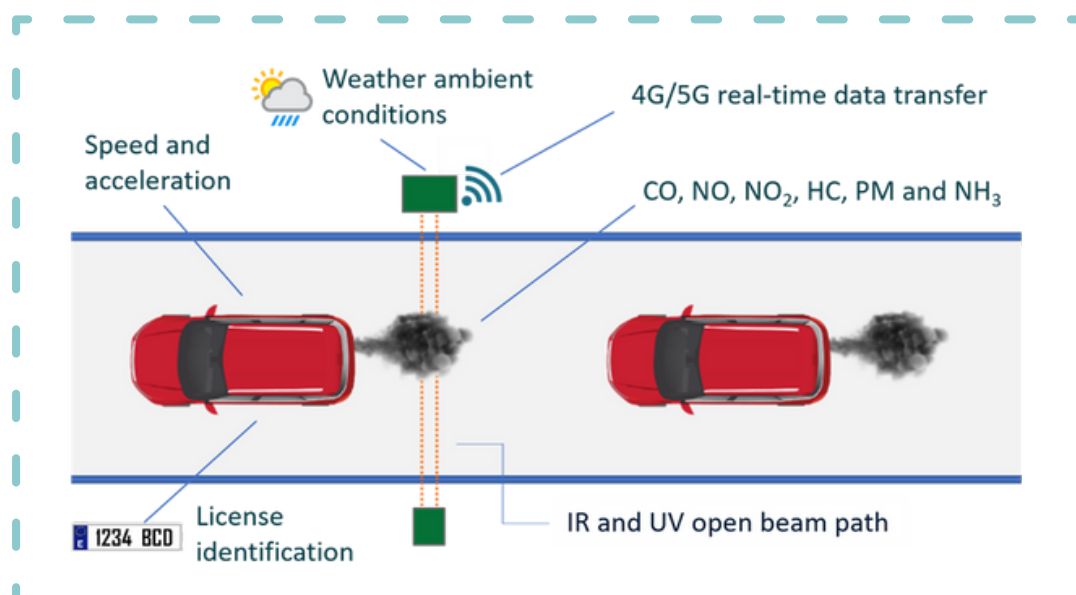 Weather ambient
conditions
4G/5G real-time data transfer
Speed and
acceleration
CO, NO, NO₂, HC, PM and NH₃
E 1234 BCD
License
identification
IR and UV open beam path